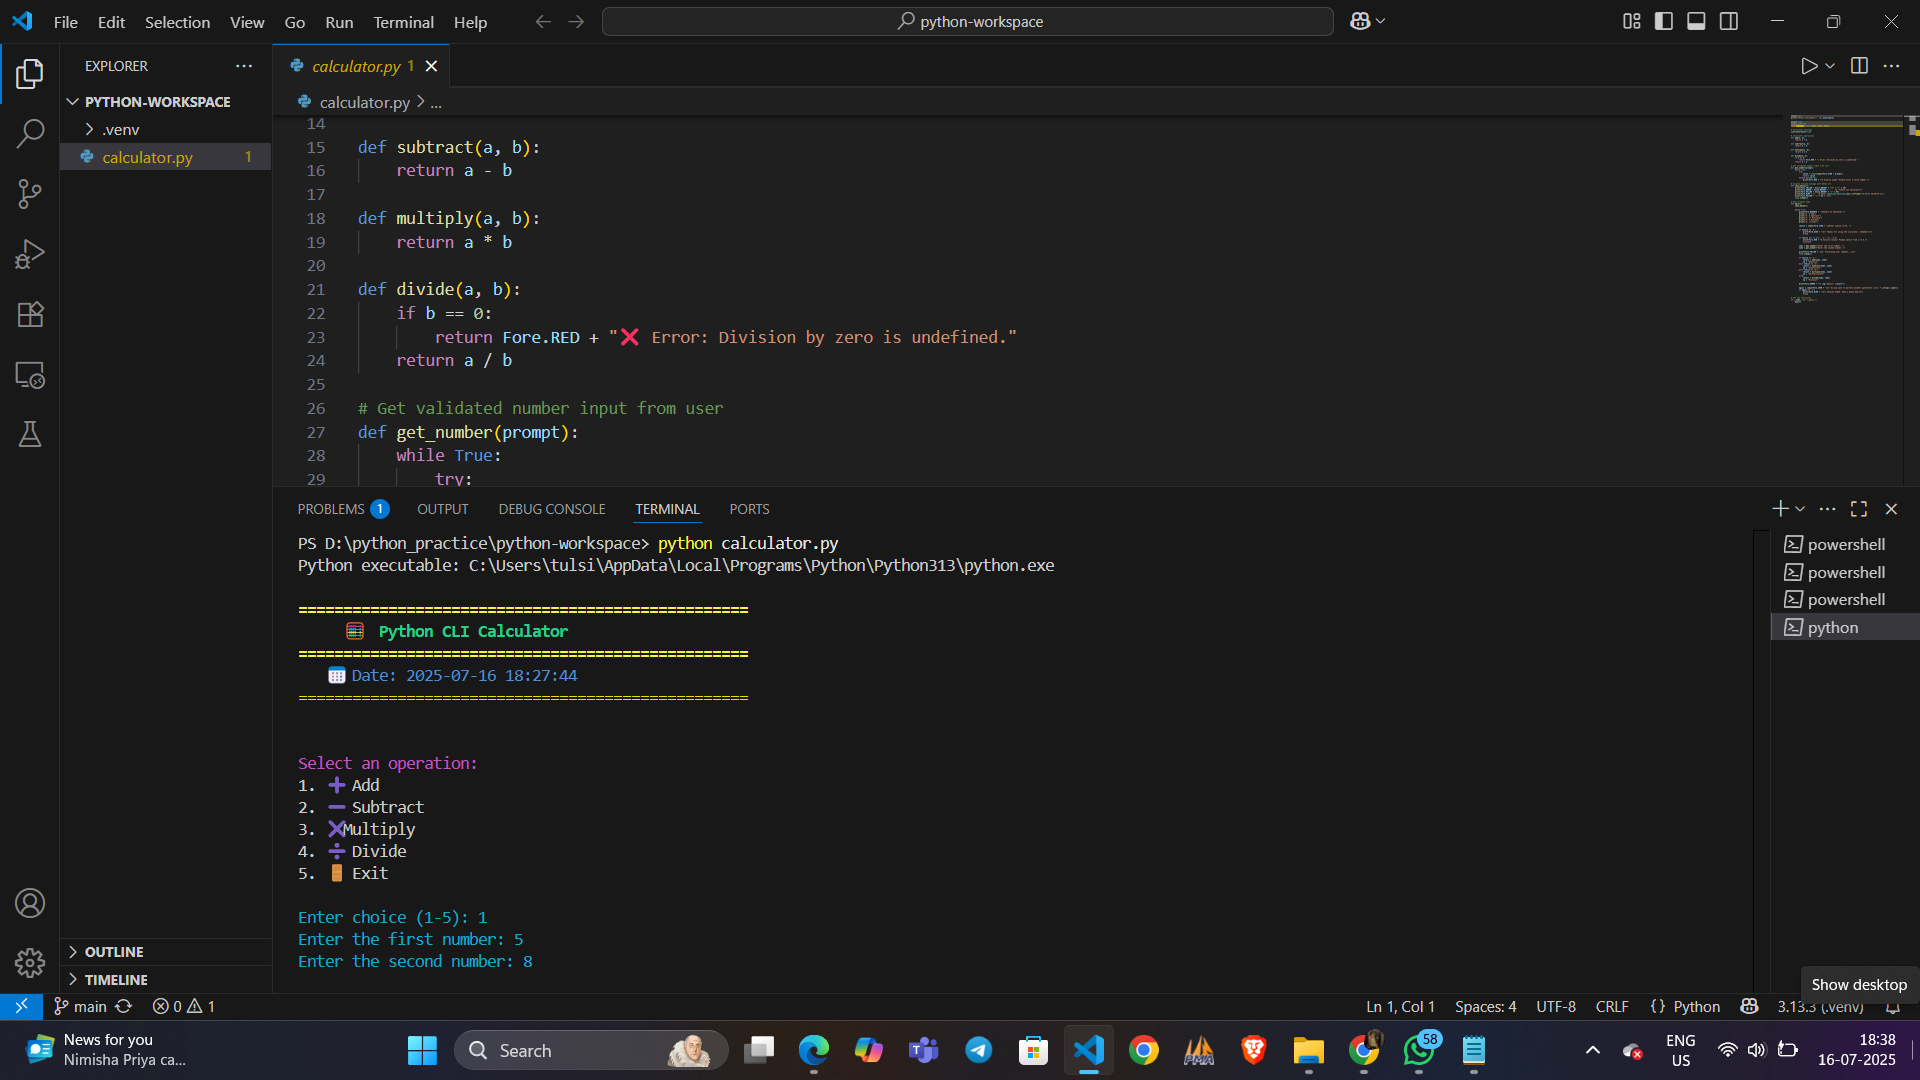 File Edit Selection View Go Run Terminal Help
python-workspace
EXPLORER
PYTHON-WORKSPACE
.venv
calculator.py 1
calculator.py 1
calculator.py > ...
14
15 def subtract(a, b):
16 return a - b
17
18 def multiply(a, b):
19 return a * b
20
21 def divide(a, b):
22 if b == 0:
23 return Fore.RED + "❌ Error: Division by zero is undefined."
24 return a / b
25
26 # Get validated number input from user
27 def get_number(prompt):
28 while True:
29 try:
PROBLEMS 1 OUTPUT DEBUG CONSOLE TERMINAL PORTS
PS D:\python_practice\python-workspace> python calculator.py
Python executable: C:\Users\tulsi\AppData\Local\Programs\Python\Python313\python.exe
==================================================
🧮 Python CLI Calculator
==================================================
📅 Date: 2025-07-16 18:27:44
==================================================
Select an operation:
1. ➕ Add
2. ➖ Subtract
3. ✖Multiply
4. ➗ Divide
5. 🚪 Exit
Enter choice (1-5): 1
Enter the first number: 5
Enter the second number: 8
powershell
powershell
powershell
python
OUTLINE
TIMELINE
Show desktop
main 0 1
Ln 1, Col 1 Spaces: 4 UTF-8 CRLF {} Python 3.13.3 (.venv)
News for you
Nimisha Priya ca...
Search
PMA
58
ENG
US
18:38
16-07-2025